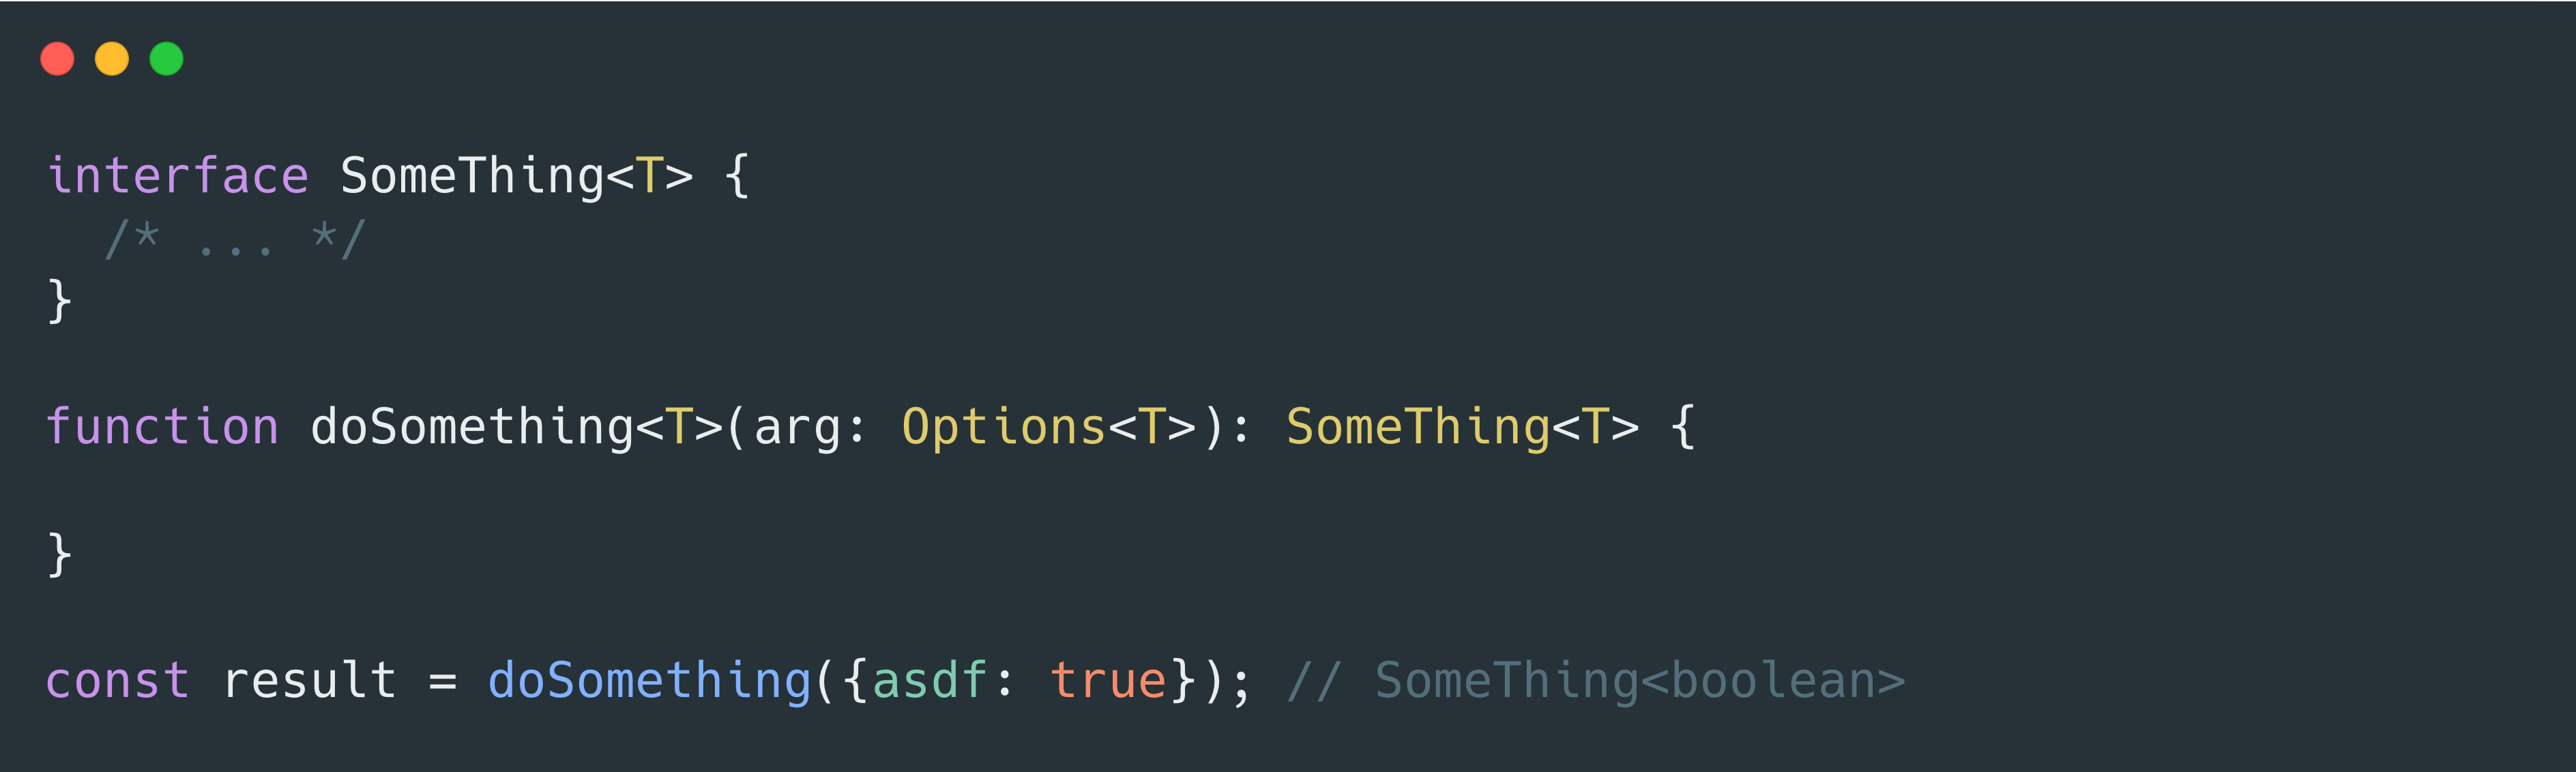 interface SomeThing<T> {
  /* ... */
}

function doSomething<T>(arg: Options<T>): SomeThing<T> {

}

const result = doSomething({asdf: true}); // SomeThing<boolean>